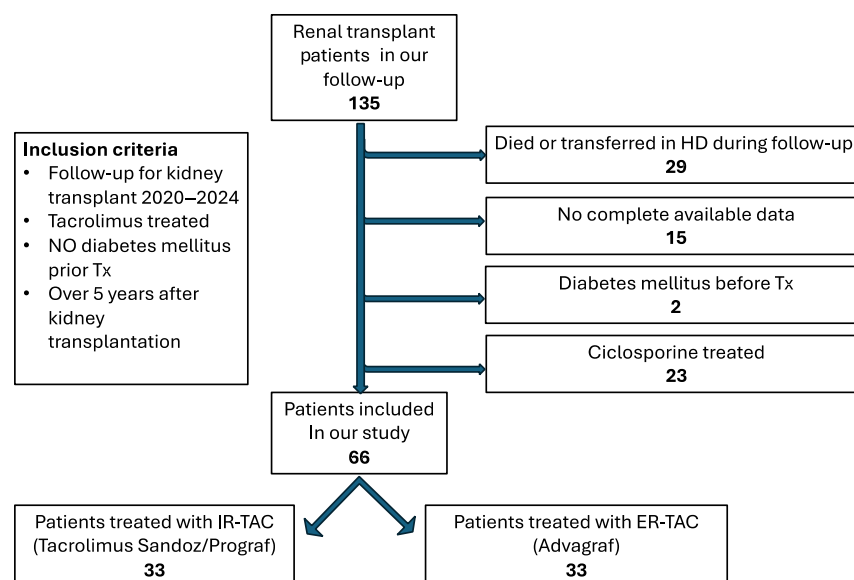 Renal transplant
patients in our
follow-up
135
Inclusion criteria
• Follow-up for kidney
transplant 2020–2024
• Tacrolimus treated
• NO diabetes mellitus
prior Tx
• Over 5 years after
kidney
transplantation
Died or transferred in HD during follow-up
29
No complete available data
15
Diabetes mellitus before Tx
2
Ciclosporine treated
23
Patients included
In our study
66
Patients treated with IR-TAC
(Tacrolimus Sandoz/Prograf)
33
Patients treated with ER-TAC
(Advagraf)
33